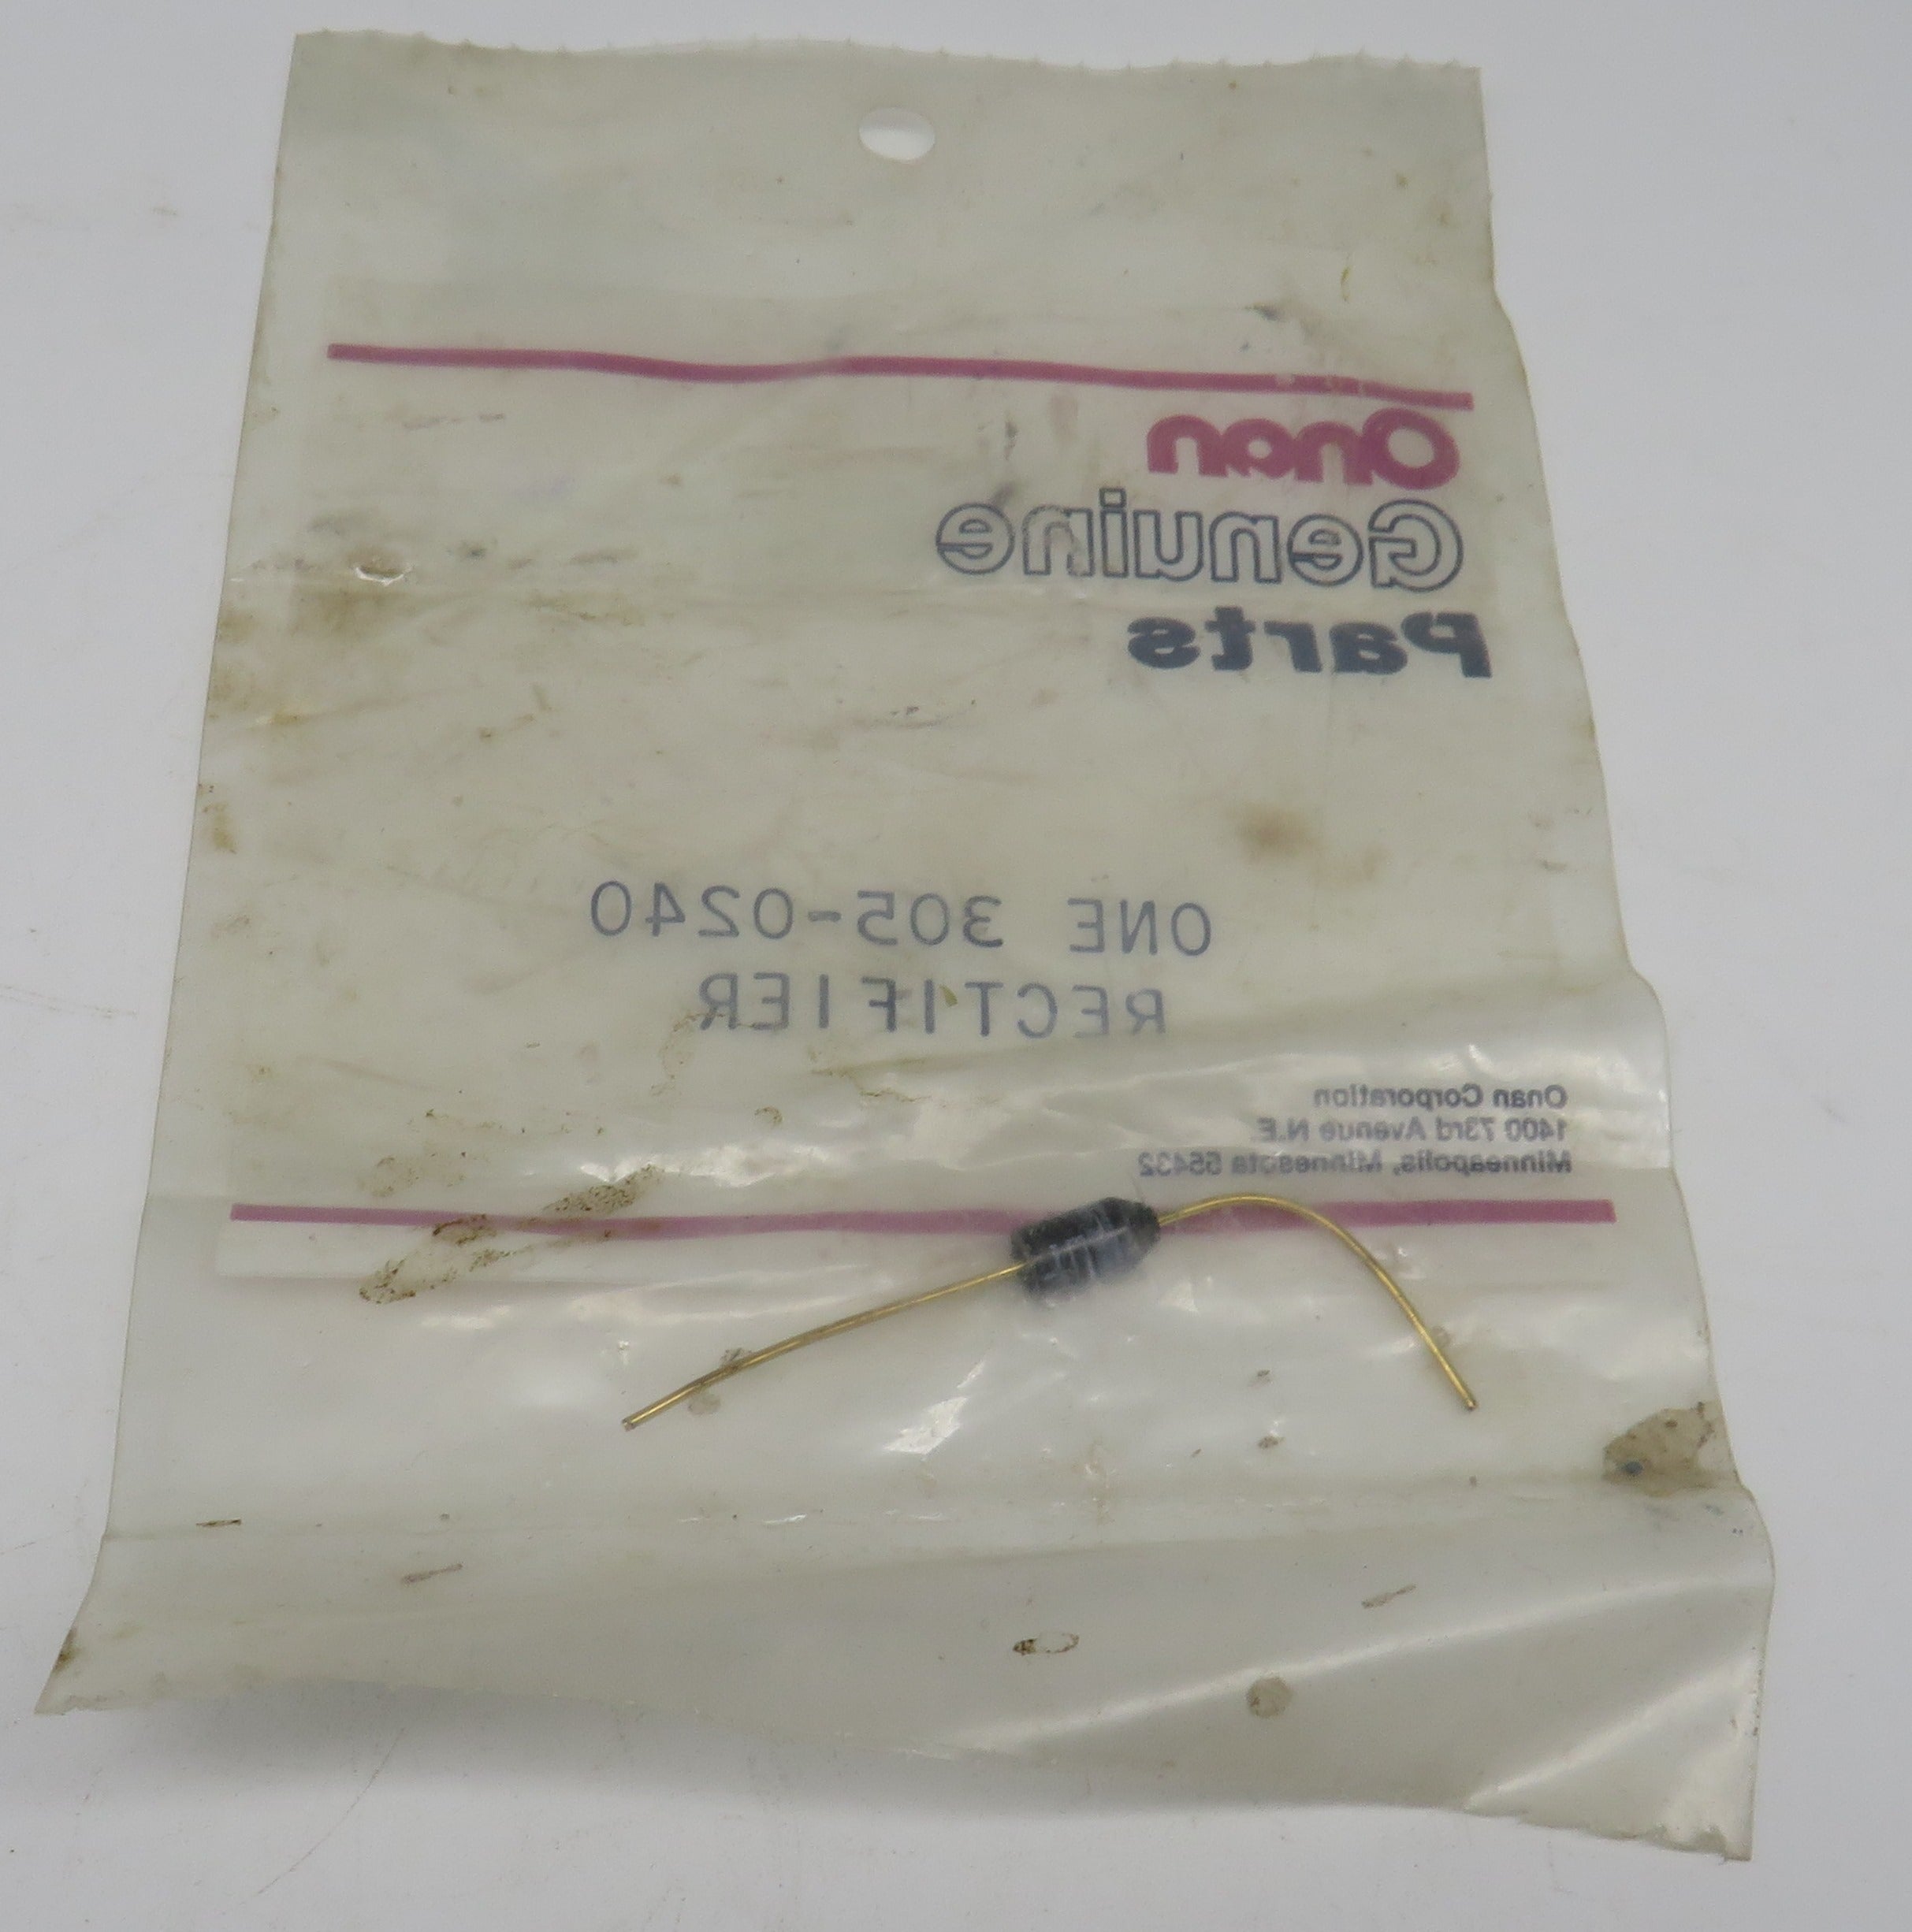 Onan
Genuine
Parts
ONE 305-0240
RECTIFIER
Onan Corporation
1400 73rd Avenue N.E.
Minneapolis, Minnesota 55432